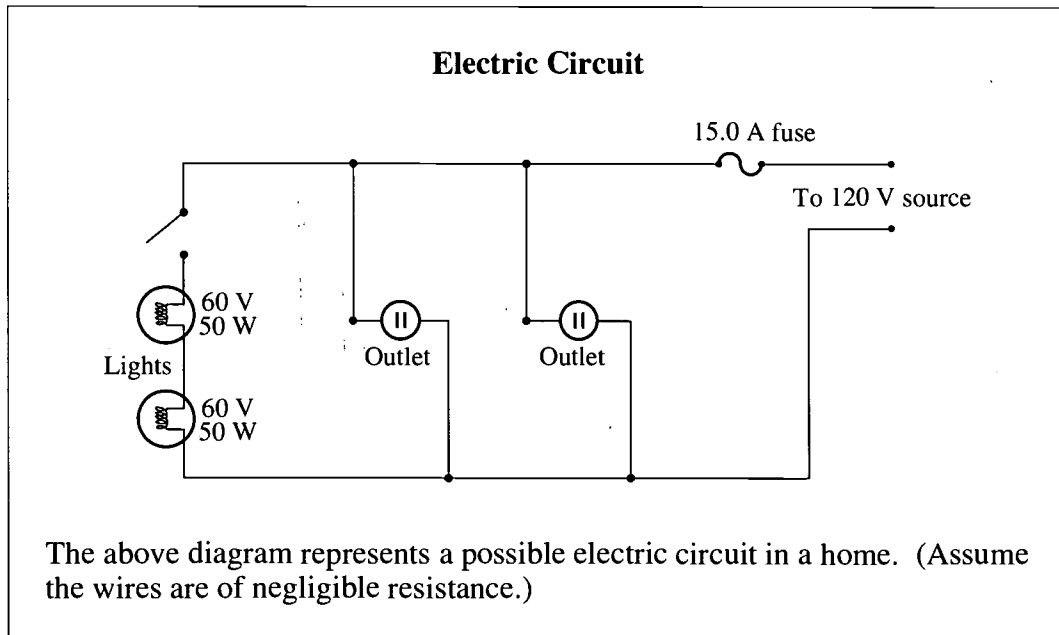 Electric Circuit
15.0 A fuse
To 120 V source
60 V
50 W
Lights
60 V
50 W
Outlet
Outlet
The above diagram represents a possible electric circuit in a home. (Assume
the wires are of negligible resistance.)